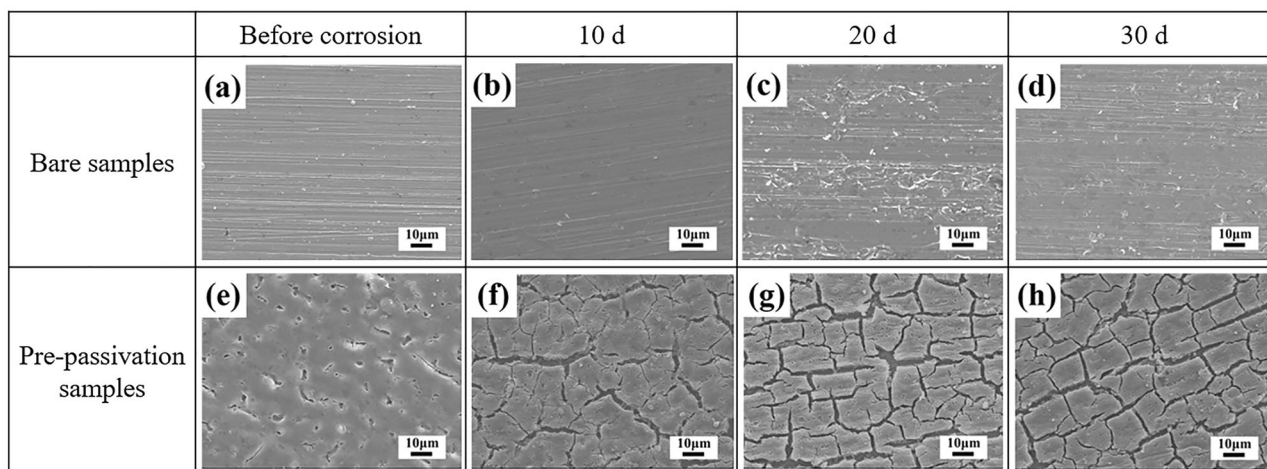 Before corrosion
10 d
20 d
30 d
Bare samples
(a)
10μm
(b)
10μm
(c)
10μm
(d)
10μm
Pre-passivation
samples
(e)
10μm
(f)
10μm
(g)
10μm
(h)
10μm